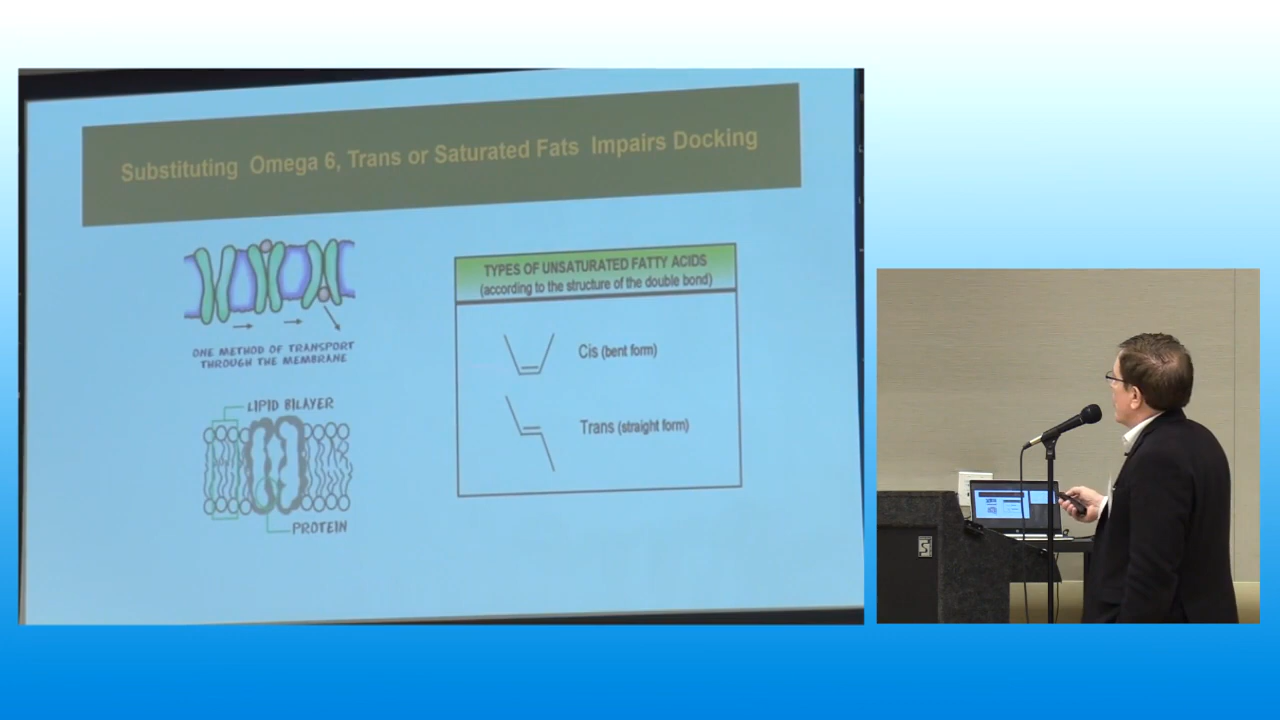 Substituting Omega 6, Trans or Saturated Fats Impairs Docking
ONE METHOD OF TRANSPORT
THROUGH THE MEMBRANE
LIPID BILAYER
PROTEIN
TYPES OF UNSATURATED FATTY ACIDS
(according to the structure of the double bond)
Cis (bent form)
Trans (straight form)